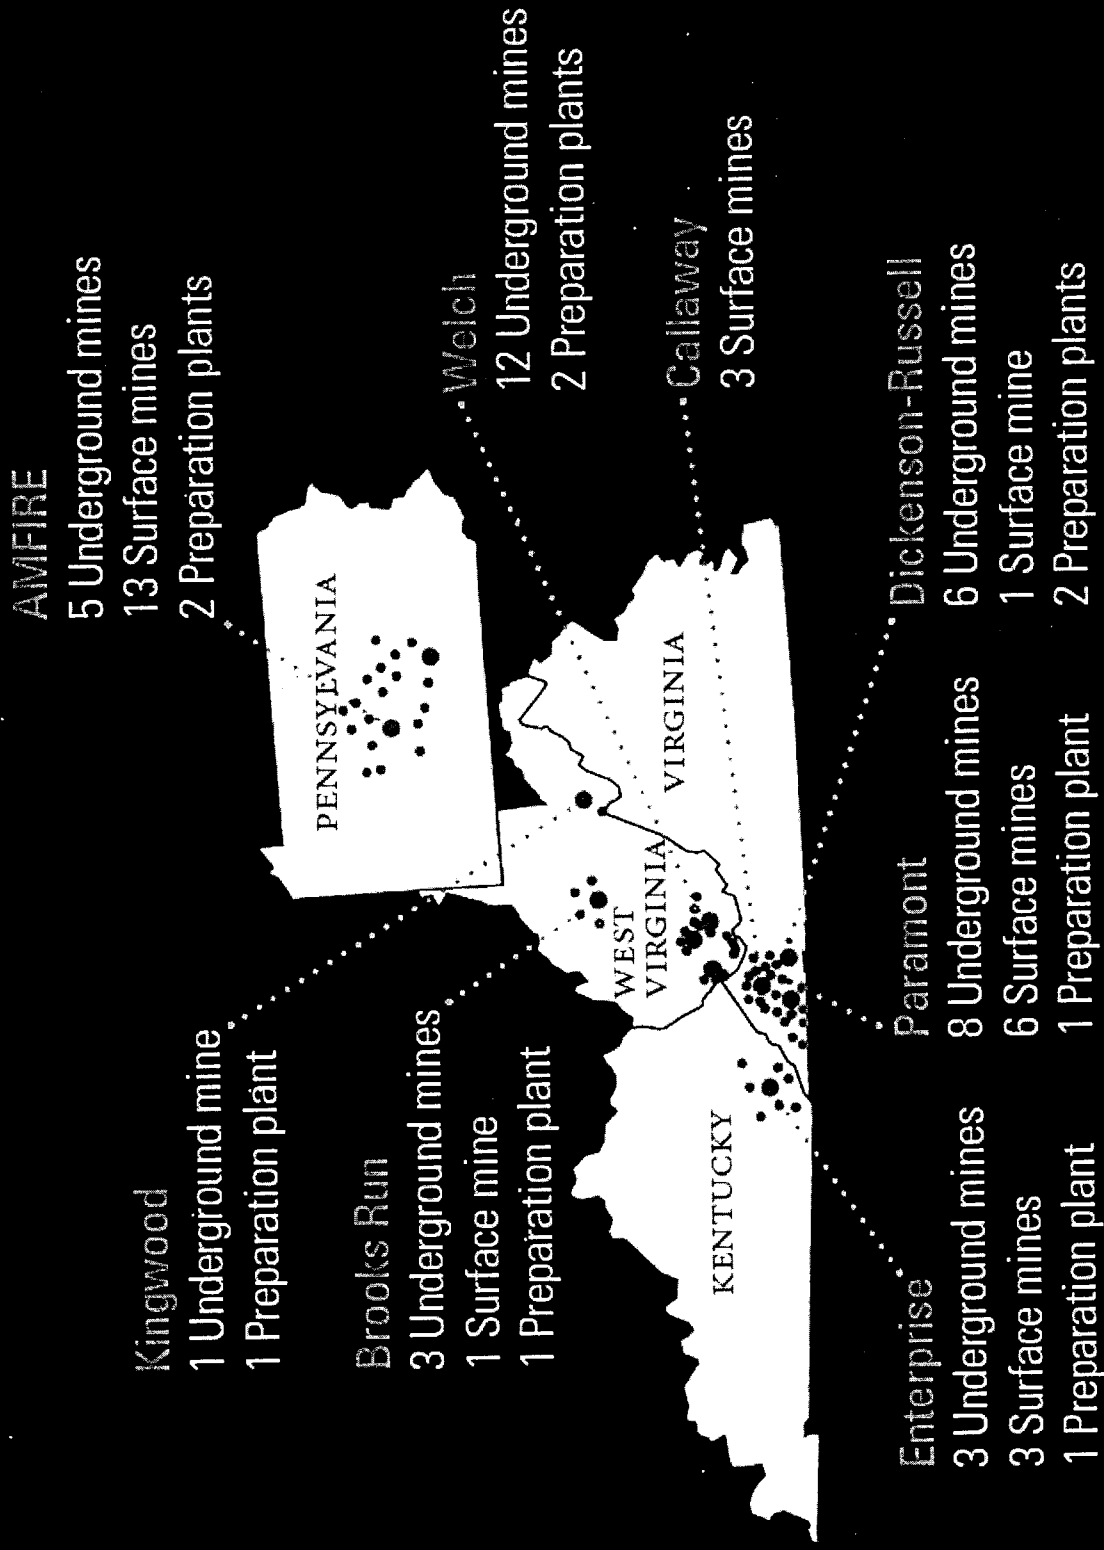 AMFIRE
5 Underground mines
13 Surface mines
2 Preparation plants
Kingwood
1 Underground mine
1 Preparation plant
Brooks Run
3 Underground mines
1 Surface mine
1 Preparation plant
Welch
12 Underground mines
2 Preparation plants
Callaway
3 Surface mines
PENNSYLVANIA
WEST
VIRGINIA
VIRGINIA
KENTUCKY
Enterprise
3 Underground mines
3 Surface mines
1 Preparation plant
Paramont
8 Underground mines
6 Surface mines
1 Preparation plant
Dickenson-Russell
6 Underground mines
1 Surface mine
2 Preparation plants